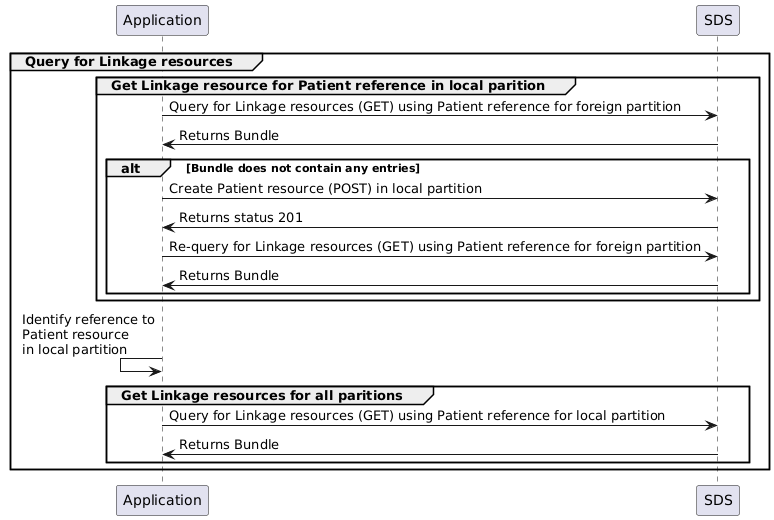 Application
SDS
Query for Linkage resources
Get Linkage resource for Patient reference in local parition
Query for Linkage resources (GET) using Patient reference for foreign partition
Returns Bundle
alt
[Bundle does not contain any entries]
Create Patient resource (POST) in local partition
Returns status 201
Re-query for Linkage resources (GET) using Patient reference for foreign partition
Returns Bundle
Identify reference to
Patient resource
in local partition
Get Linkage resources for all paritions
Query for Linkage resources (GET) using Patient reference for local partition
Returns Bundle
Application
SDS